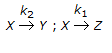 X →k₂ Y ; X →k₁ Z